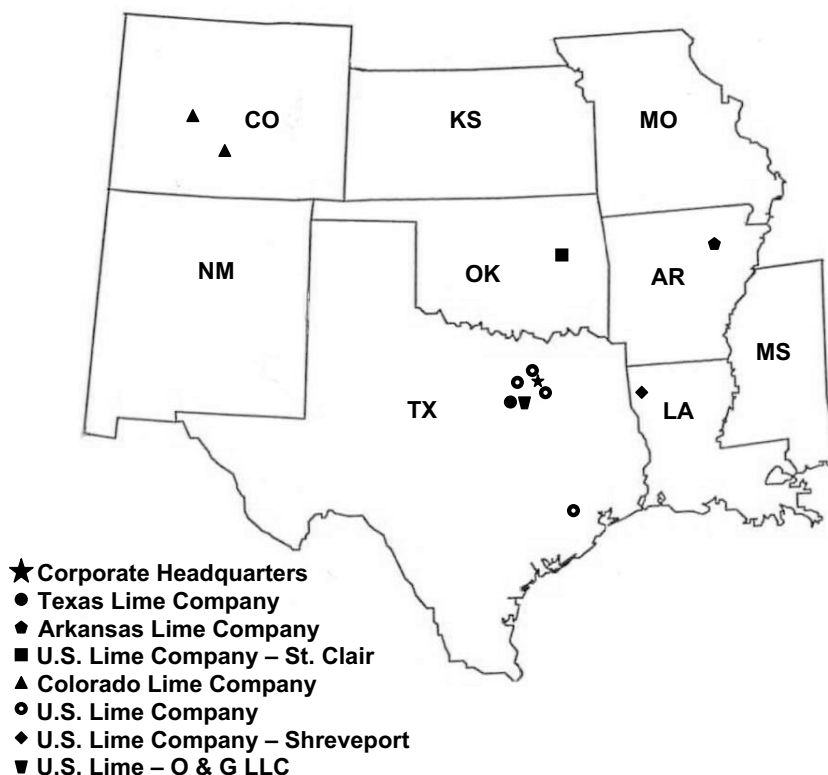 CO
KS
MO
NM
OK
AR
MS
TX
LA
Corporate Headquarters
Texas Lime Company
Arkansas Lime Company
U.S. Lime Company – St. Clair
Colorado Lime Company
U.S. Lime Company
U.S. Lime Company – Shreveport
U.S. Lime – O & G LLC